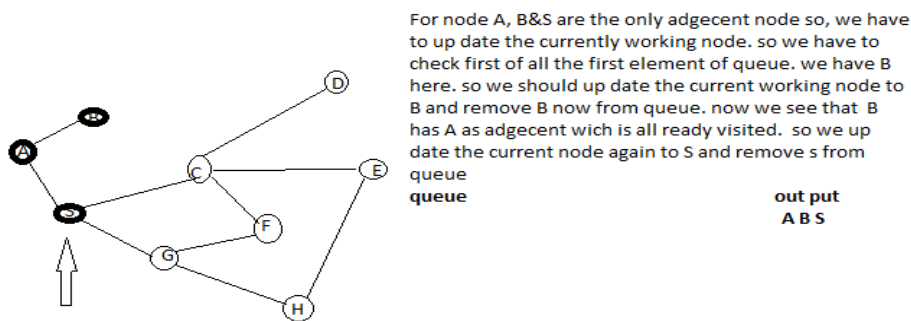 For node A, B&S are the only adgecent node so, we have
to up date the currently working node. so we have to
check first of all the first element of queue. we have B
here. so we should up date the current working node to
B and remove B now from queue. now we see that B
has A as adgecent wich is all ready visited. so we up
date the current node again to S and remove s from
queue
queue out put
A B S
D
B
A
C
E
S
F
G
H